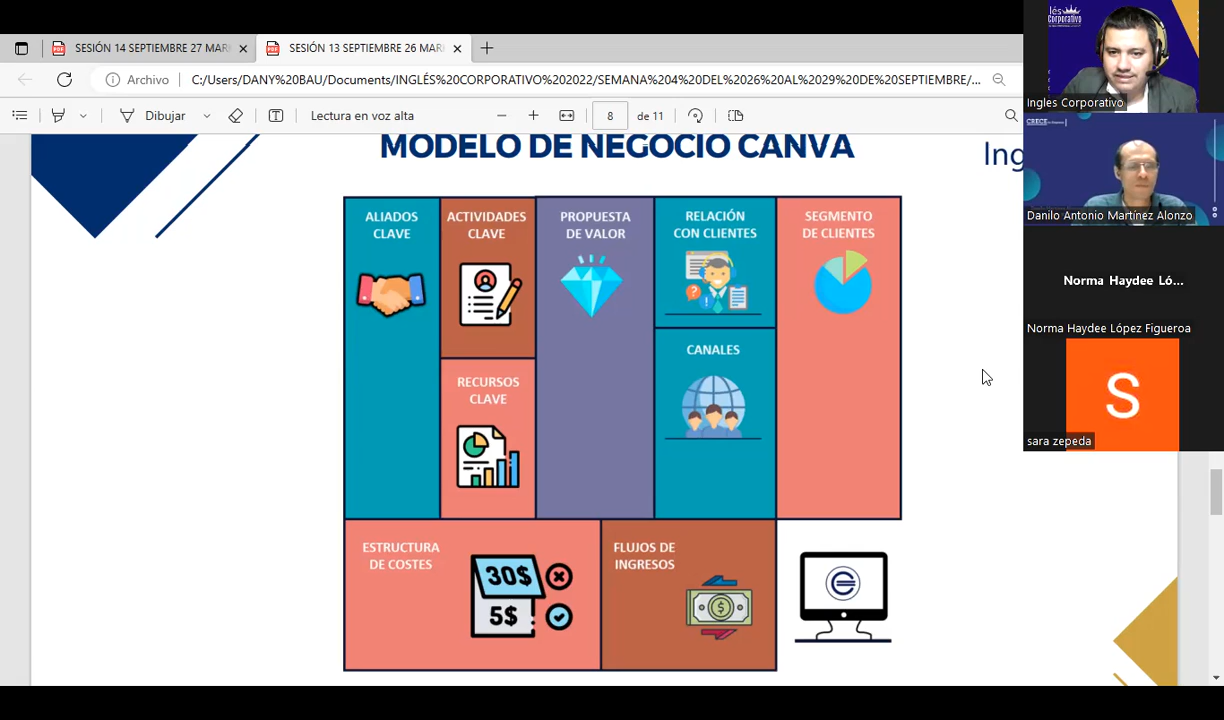 SESIÓN 14 SEPTIEMBRE 27 MAR
SESIÓN 13 SEPTIEMBRE 26 MAR
Archivo
C:/Users/DANY%20BAU/Documents/INGLÉS%20CORPORATIVO%202022/SEMANA%204%20DEL%2026%20AL%2029%20DE%20SEPTIEMBRE/...
Dibujar
Lectura en voz alta
8
de 11
MODELO DE NEGOCIO CANVA
Ing
ALIADOS
CLAVE
ACTIVIDADES
CLAVE
RECURSOS
CLAVE
PROPUESTA
DE VALOR
RELACIÓN
CON CLIENTES
CANALES
SEGMENTO
DE CLIENTES
ESTRUCTURA
DE COSTES
30$
5$
FLUJOS DE
INGRESOS
lés
Corporativo
Ingles Corporativo
CRECE
Danilo Antonio Martínez Alonzo
Norma Haydee Ló...
Norma Haydee López Figueroa
S
sara zepeda